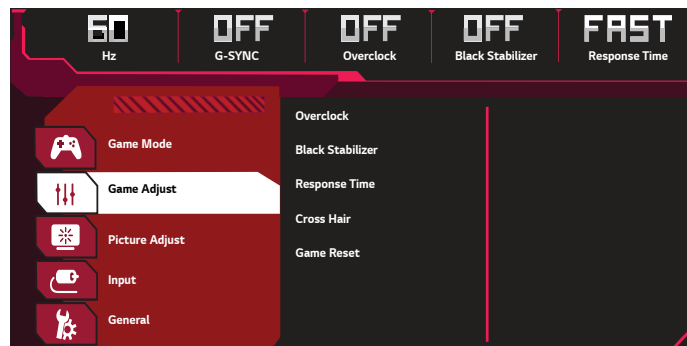 60 OFF OFF OFF FAST
Hz G-SYNC Overclock Black Stabilizer Response Time
Overclock
Game Mode
Black Stabilizer
Game Adjust
Response Time
Cross Hair
Picture Adjust
Game Reset
Input
General